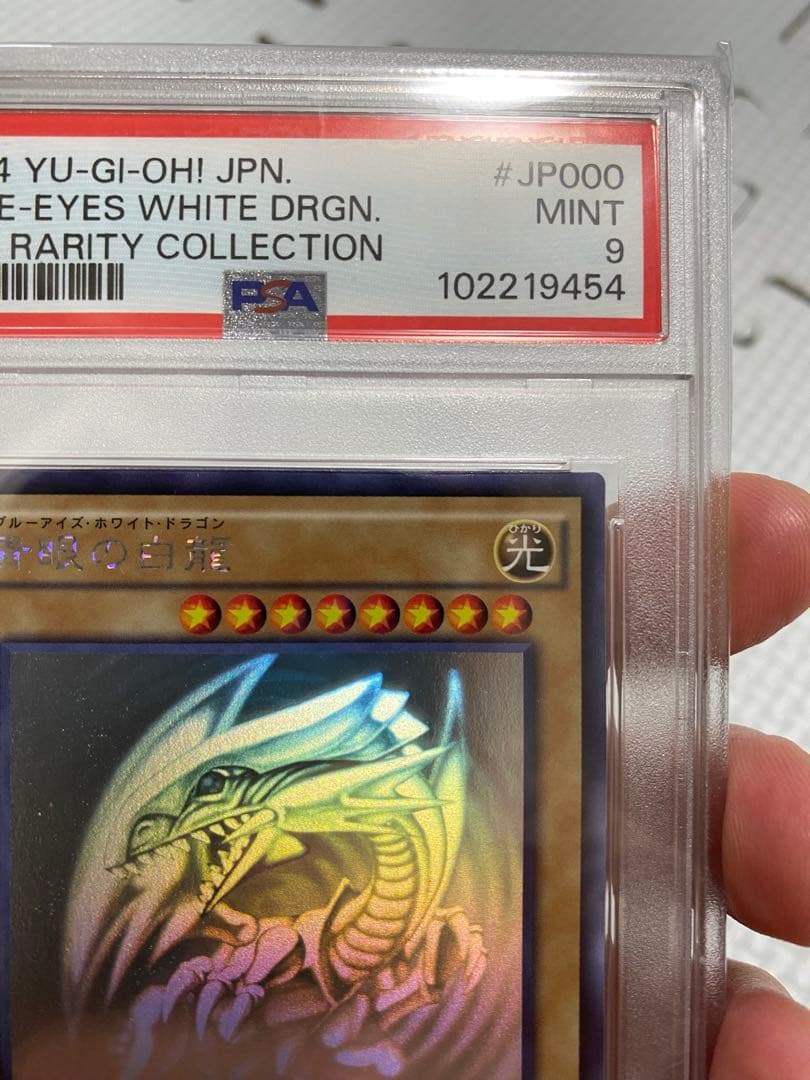 4 YU-GI-OH! JPN. #JP000
E-EYES WHITE DRGN. MINT
RARITY COLLECTION 9
PSA 102219454
ブルーアイズ・ホワイト・ドラゴン
青眼の白龍
ひかり
光